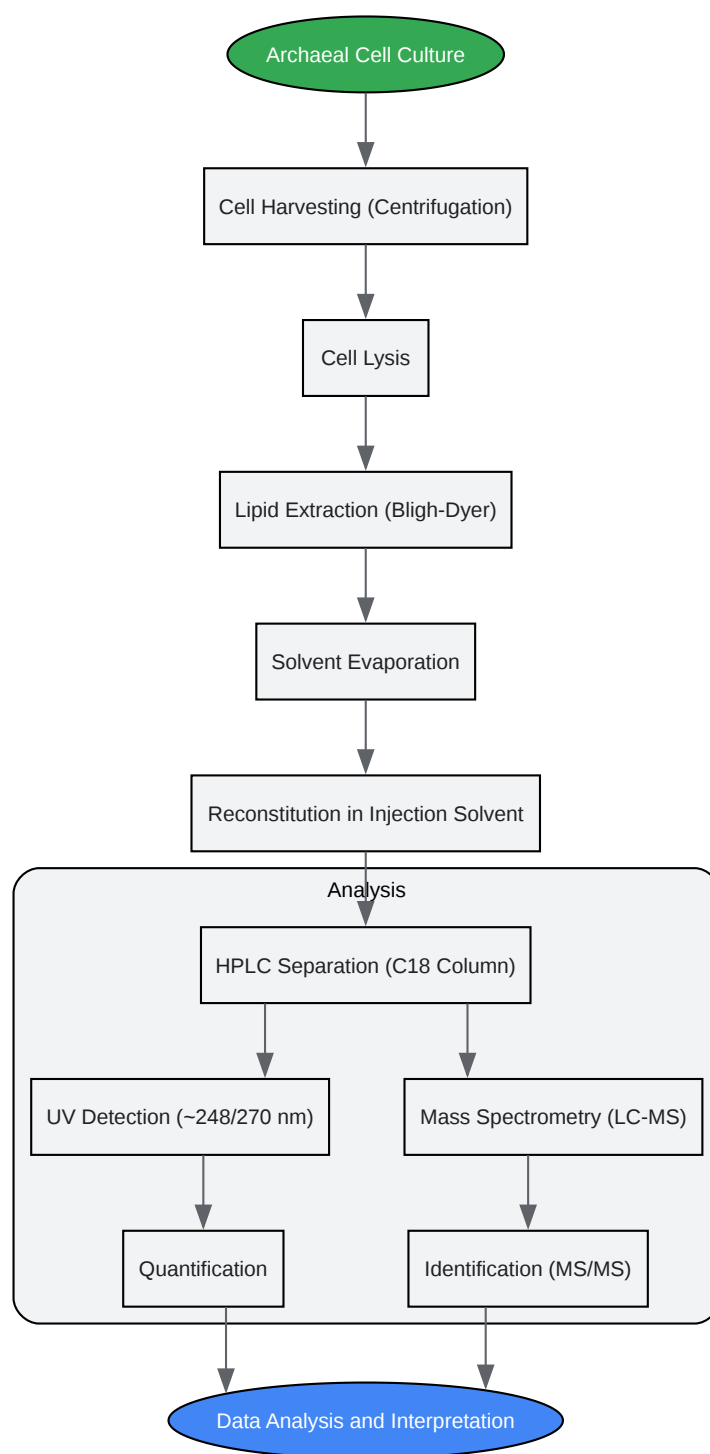 Archaeal Cell Culture
Cell Harvesting (Centrifugation)
Cell Lysis
Lipid Extraction (Bligh-Dyer)
Solvent Evaporation
Reconstitution in Injection Solvent
Analysis
HPLC Separation (C18 Column)
UV Detection (~248/270 nm)
Mass Spectrometry (LC-MS)
Quantification
Identification (MS/MS)
Data Analysis and Interpretation